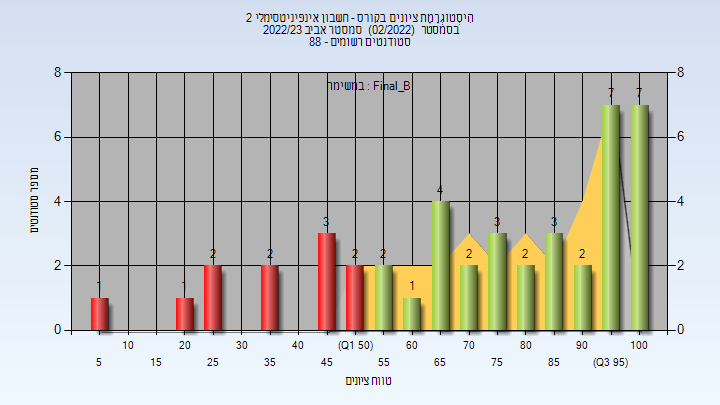 היסטוגרמת ציונים בקורס - חשבון אינפיניטסימלי 2
בסמסטר (02/2022) סמסטר אביב 2022/23
סטודנטים רשומים - 88
במשימה : Final_B
8 8
6 6
4 4
2 2
0 0
מספר סטודנטים
1 1 2 2 3 2 2 1 4 2 3 2 3 2 7 7
10 20 30 40 (Q1 50) 60 70 80 90 100
5 15 25 35 45 55 65 75 85 (Q3 95)
טווח ציונים